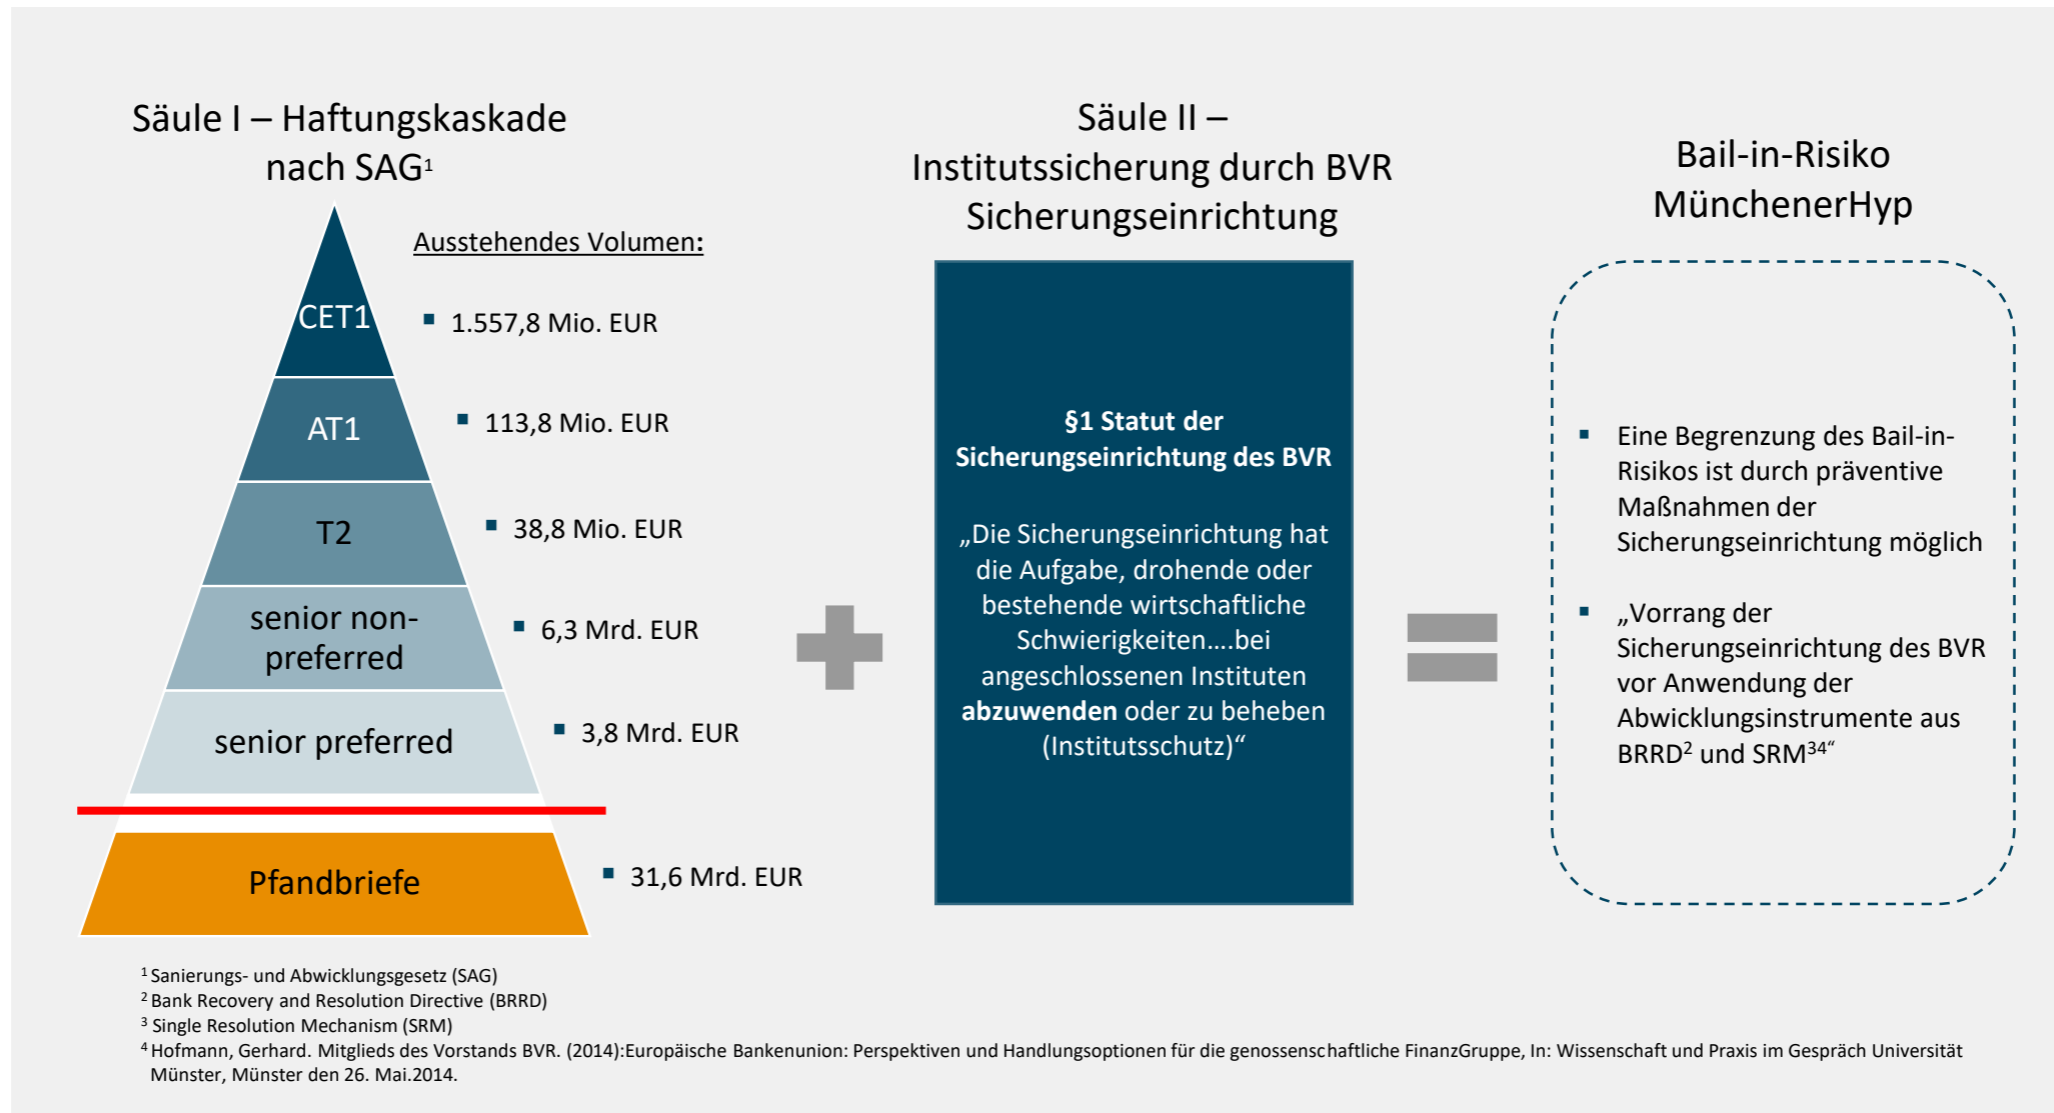 Säule I – Haftungskaskade
nach SAG¹
Ausstehendes Volumen:
CET1
▪ 1.557,8 Mio. EUR
AT1
▪ 113,8 Mio. EUR
T2
▪ 38,8 Mio. EUR
senior non-
preferred
▪ 6,3 Mrd. EUR
senior preferred
▪ 3,8 Mrd. EUR
Pfandbriefe
▪ 31,6 Mrd. EUR
Säule II –
Institutssicherung durch BVR
Sicherungseinrichtung
§1 Statut der
Sicherungseinrichtung des BVR
„Die Sicherungseinrichtung hat
die Aufgabe, drohende oder
bestehende wirtschaftliche
Schwierigkeiten….bei
angeschlossenen Instituten
abzuwenden oder zu beheben
(Institutsschutz)“
Bail-in-Risiko
MünchenerHyp
▪ Eine Begrenzung des Bail-in-
Risikos ist durch präventive
Maßnahmen der
Sicherungseinrichtung möglich
▪ „Vorrang der
Sicherungseinrichtung des BVR
vor Anwendung der
Abwicklungsinstrumente aus
BRRD² und SRM³⁴“
¹ Sanierungs- und Abwicklungsgesetz (SAG)
² Bank Recovery and Resolution Directive (BRRD)
³ Single Resolution Mechanism (SRM)
⁴ Hofmann, Gerhard. Mitglieds des Vorstands BVR. (2014):Europäische Bankenunion: Perspektiven und Handlungsoptionen für die genossenschaftliche FinanzGruppe, In: Wissenschaft und Praxis im Gespräch Universität
Münster, Münster den 26. Mai.2014.